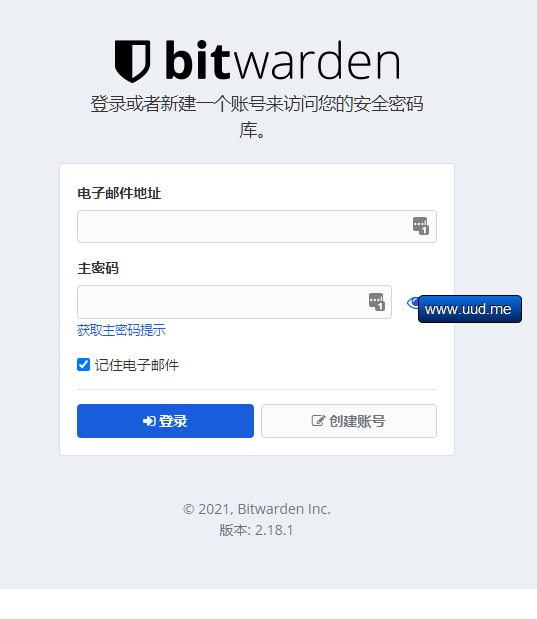 bitwarden
登录或者新建一个账号来访问您的安全密码
库。
电子邮件地址
1
主密码
1
www.uud.me
获取主密码提示
记住电子邮件
登录
创建账号
© 2021, Bitwarden Inc.
版本: 2.18.1